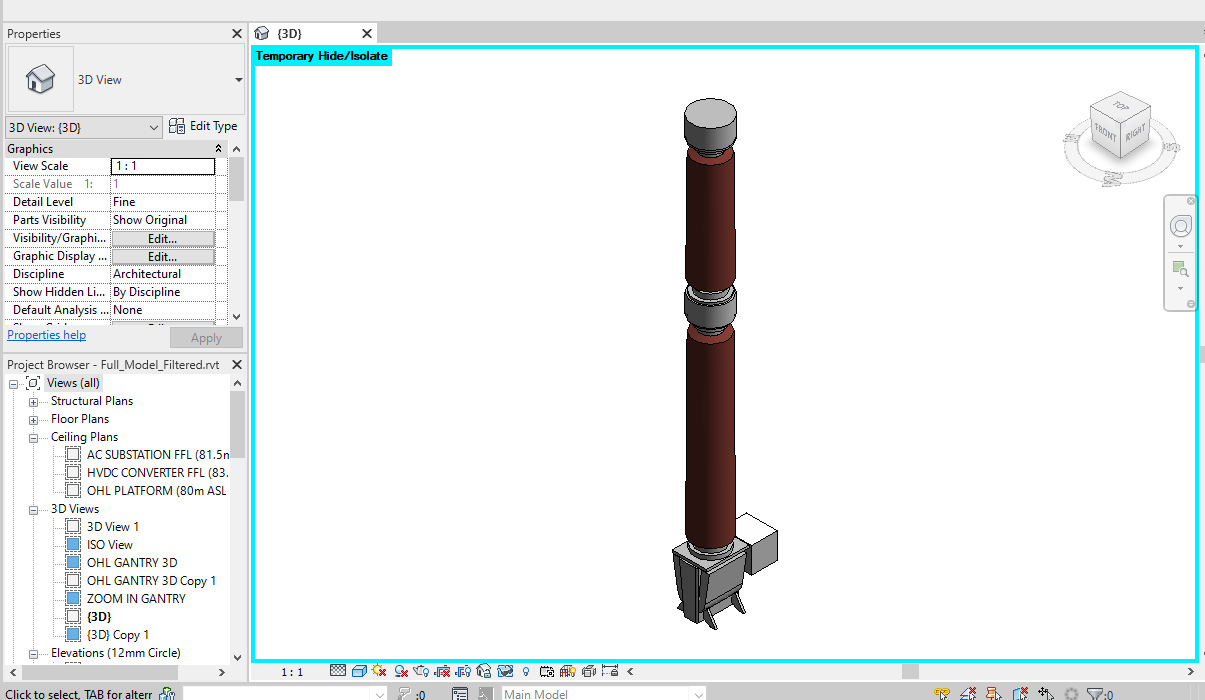 Properties
3D View
3D View: {3D}
Edit Type
Graphics
View Scale
1 : 1
Scale Value 1:
1
Detail Level
Fine
Parts Visibility
Show Original
Visibility/Graphi...
Edit...
Graphic Display ...
Edit...
Discipline
Architectural
Show Hidden Li...
By Discipline
Default Analysis ...
None
Properties help
Apply
Project Browser - Full_Model_Filtered.rvt
Views (all)
Structural Plans
Floor Plans
Ceiling Plans
AC SUBSTATION FFL (81.5m
HVDC CONVERTER FFL (83.
OHL PLATFORM (80m ASL
3D Views
3D View 1
ISO View
OHL GANTRY 3D
OHL GANTRY 3D Copy 1
ZOOM IN GANTRY
{3D}
{3D} Copy 1
Elevations (12mm Circle)
{3D}
Temporary Hide/Isolate
TOP
FRONT
RIGHT
W
S
1 : 1
Click to select, TAB for altern
:0
Main Model
:0